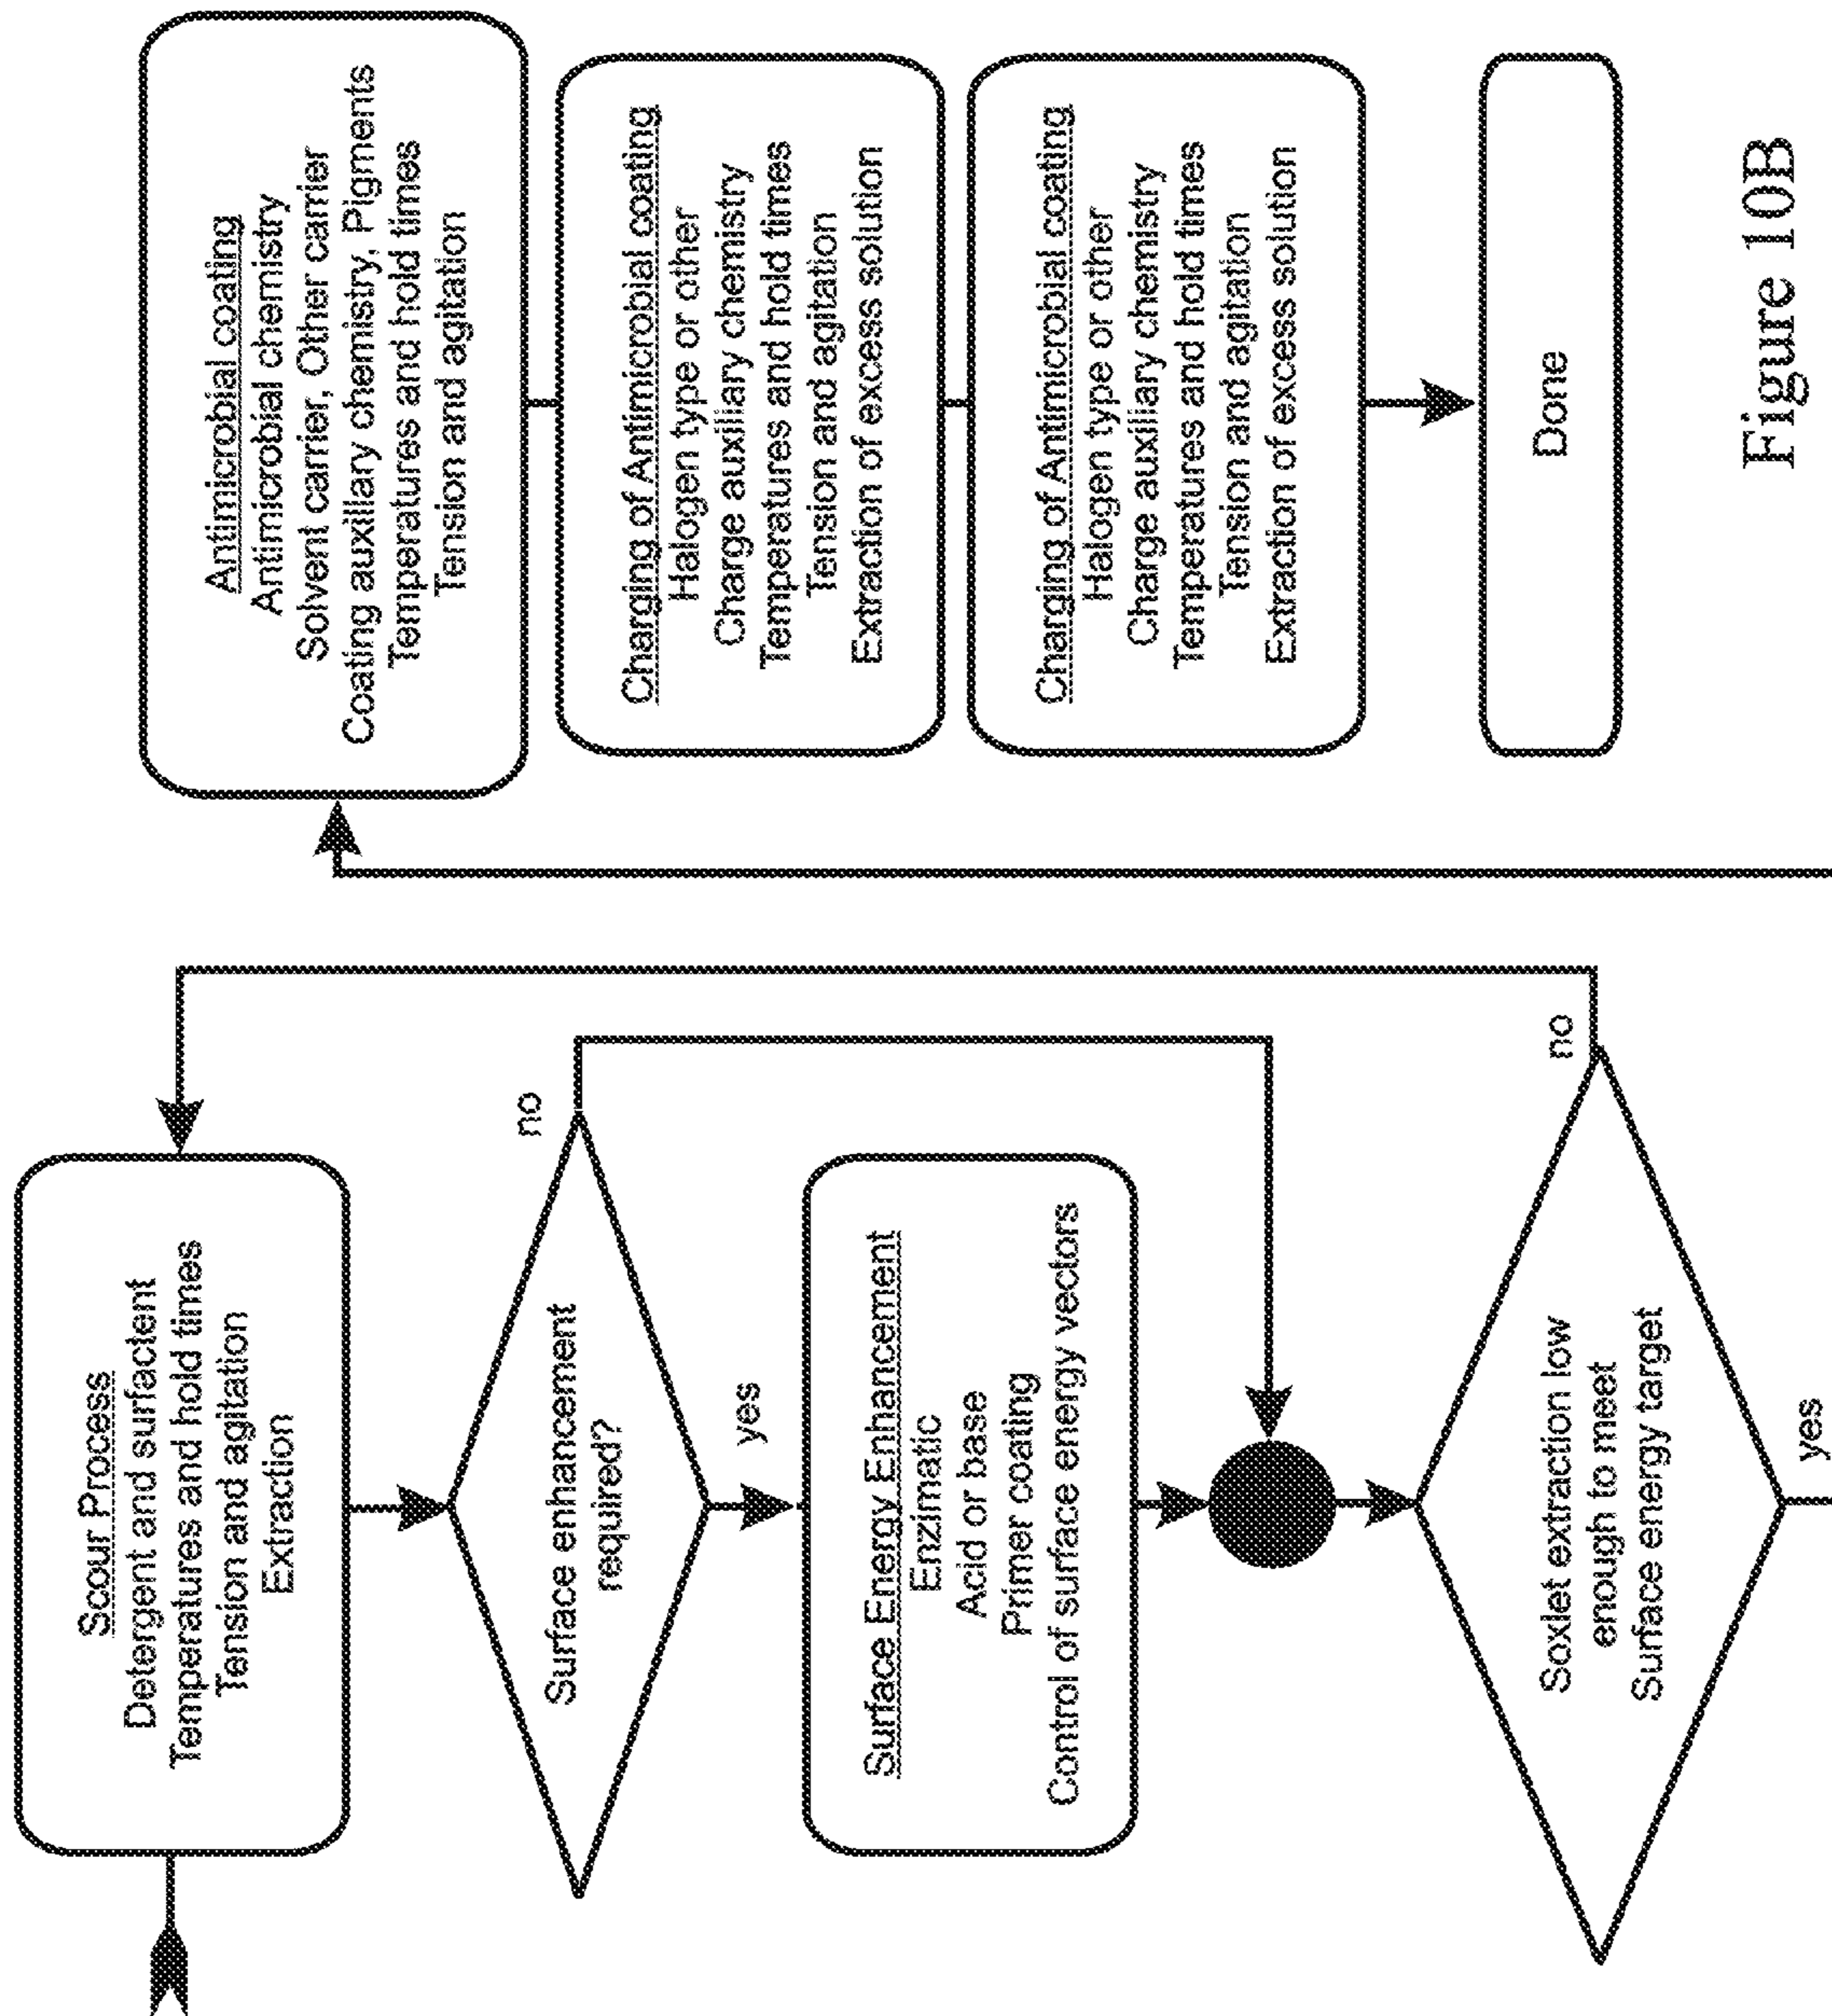 Scour Process
Detergent and surfactent
Temperatures and hold times
Tension and agitation
Extraction
Surface enhancement
required?
no
yes
Surface Energy Enhancement
Enzimatic
Acid or base
Primer coating
Control of surface energy vectors
Soxlet extraction low
enough to meet
Surface energy target
no
yes
Antimicrobial coating
Antimicrobial chemistry
Solvent carrier, Other carrier
Coating auxiliary chemistry, Pigments
Temperatures and hold times
Tension and agitation
Charging of Antimicrobial coating
Halogen type or other
Charge auxiliary chemistry
Temperatures and hold times
Tension and agitation
Extraction of excess solution
Charging of Antimicrobial coating
Halogen type or other
Charge auxiliary chemistry
Temperatures and hold times
Tension and agitation
Extraction of excess solution
Done
Figure 10B